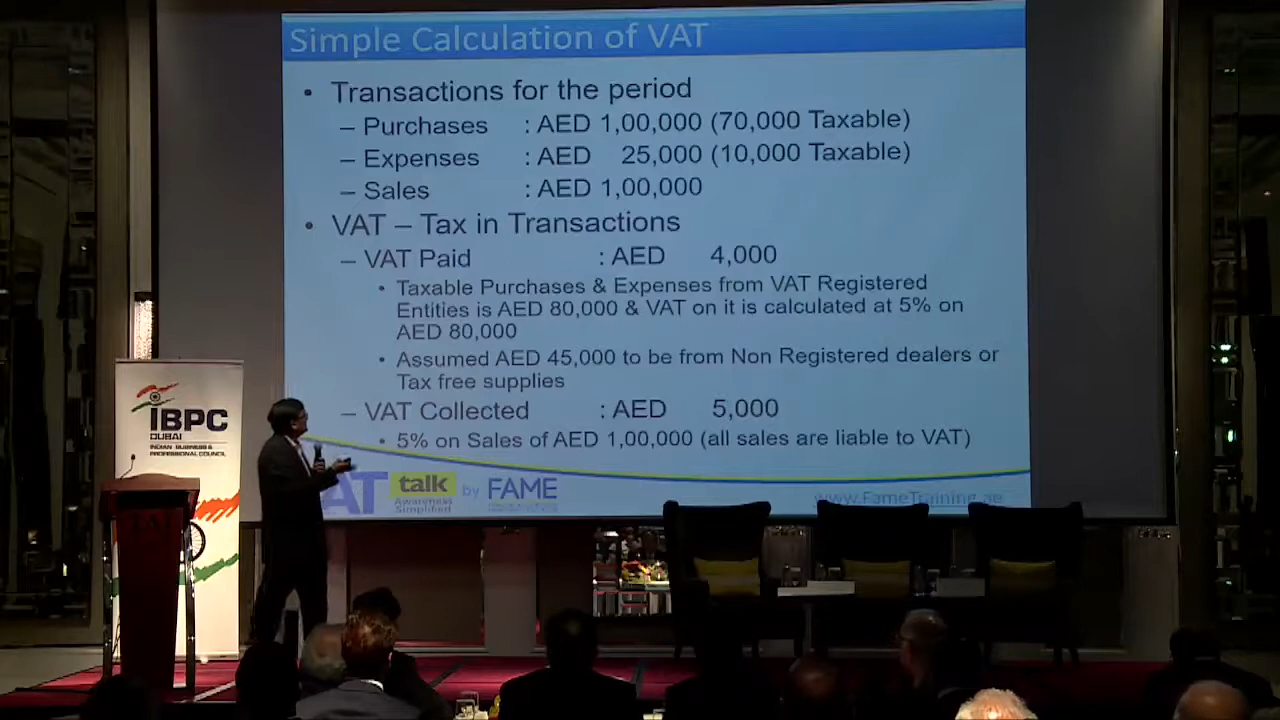 Simple Calculation of VAT
• Transactions for the period
– Purchases : AED 1,00,000 (70,000 Taxable)
– Expenses : AED 25,000 (10,000 Taxable)
– Sales : AED 1,00,000
• VAT – Tax in Transactions
– VAT Paid : AED 4,000
• Taxable Purchases & Expenses from VAT Registered
Entities is AED 80,000 & VAT on it is calculated at 5% on
AED 80,000
• Assumed AED 45,000 to be from Non Registered dealers or
Tax free supplies
– VAT Collected : AED 5,000
• 5% on Sales of AED 1,00,000 (all sales are liable to VAT)
AT talk by FAME
Awareness
Simplified
www.FameTraining.ae
IBPC
DUBAI
INDIAN BUSINESS &
PROFESSIONAL COUNCIL
TAJ